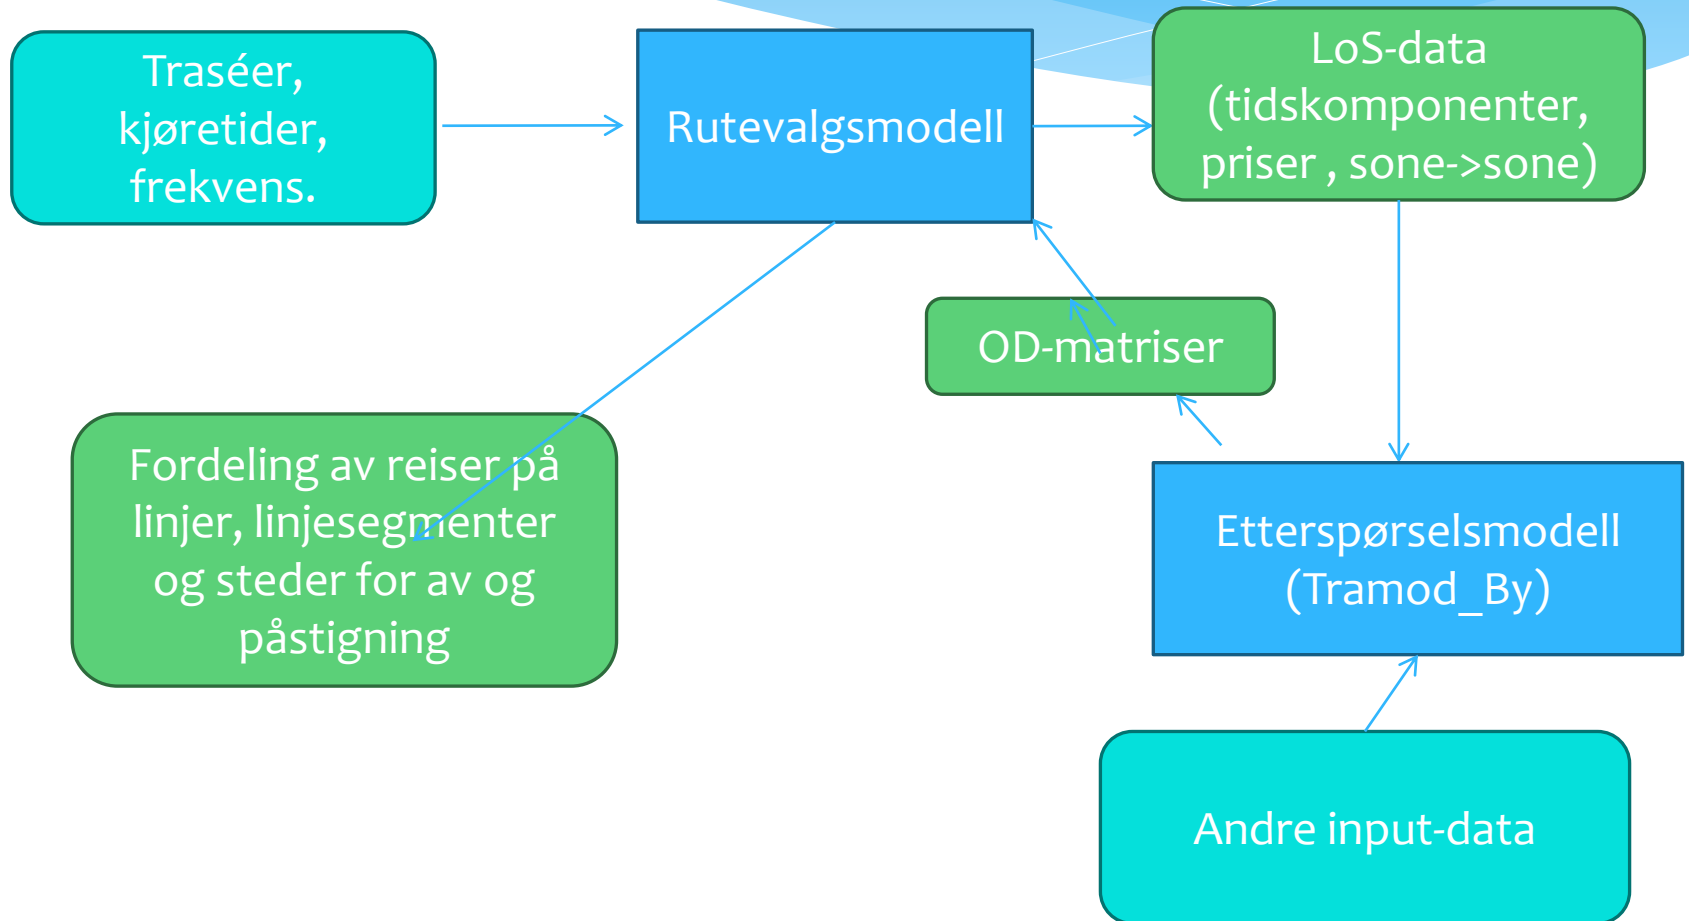 Traséer,
kjøretider,
frekvens.
Rutevalgsmodell
LoS-data
(tidskomponenter,
priser , sone->sone)
OD-matriser
Fordeling av reiser på
linjer, linjesegmenter
og steder for av og
påstigning
Etterspørselsmodell
(Tramod_By)
Andre input-data